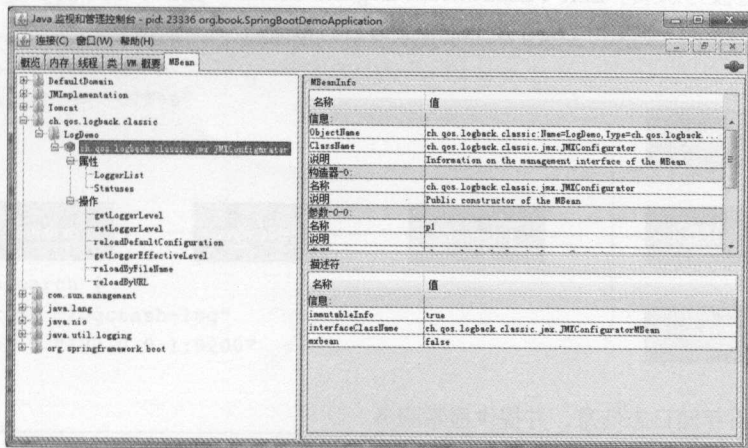 Java 监视和管理控制台 - pid: 23336 org.book.SpringBootDemoApplication
连接(C) 窗口(W) 帮助(H)
概览 内存 线程 类 VM 概要 MBean
DefaultDomain
JMImplementation
Tomcat
ch.qos.logback.classic
LogDemo
ch.qos.logback.classic.jmx.JMXConfigurator
属性
LoggerList
Statuses
操作
getLoggerLevel
setLoggerLevel
reloadDefaultConfiguration
getLoggerEffectiveLevel
reloadByFileName
reloadByURL
com.sun.management
java.lang
java.nio
java.util.logging
org.springframework.boot
MBeanInfo
名称 值
信息:
ObjectName ch.qos.logback.classic:Name=LogDemo,Type=ch.qos.logback....
ClassName ch.qos.logback.classic.jmx.JMXConfigurator
说明 Information on the management interface of the MBean
构造器-0:
名称 ch.qos.logback.classic.jmx.JMXConfigurator
说明 Public constructor of the MBean
参数-0-0:
名称 p1
说明
描述符
名称 值
信息:
immutableInfo true
interfaceClassName ch.qos.logback.classic.jmx.JMXConfiguratorMBean
mxbean false